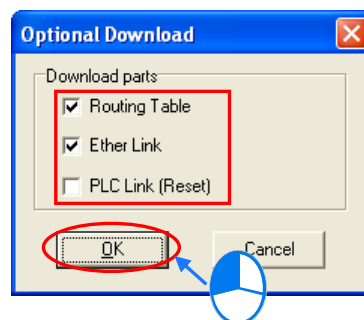 Optional Download
Download parts
Routing Table
Ether Link
PLC Link (Reset)
OK
Cancel